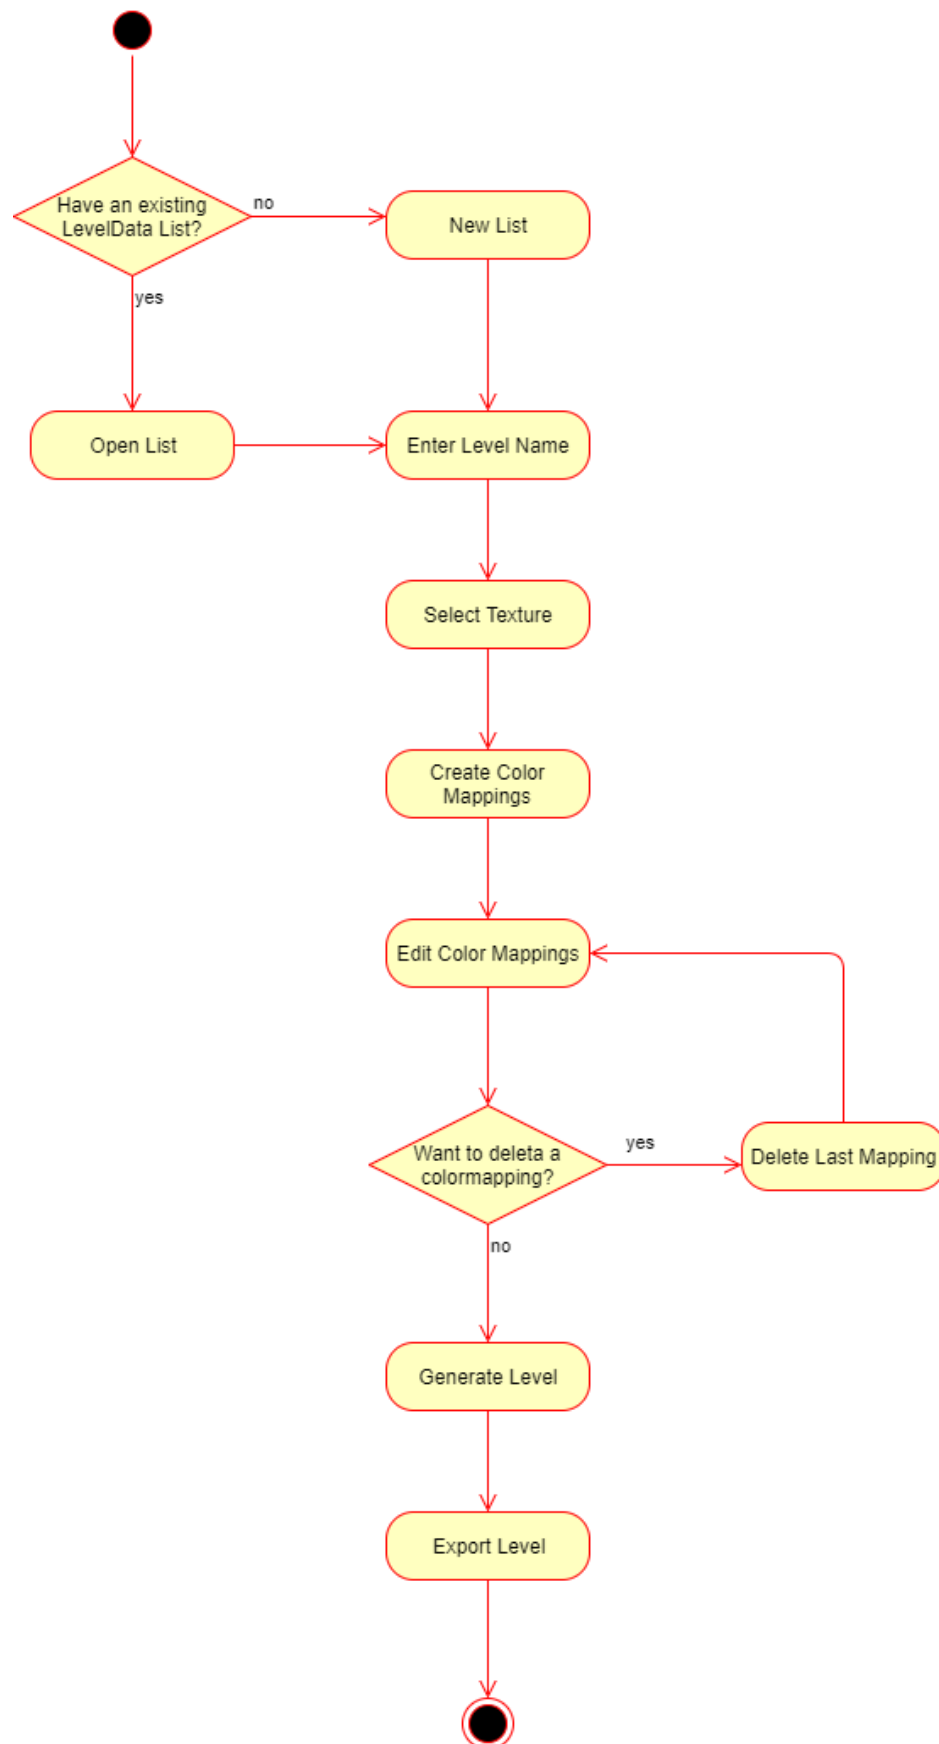 Have an existing
LevelData List?
no
New List
yes
Open List
Enter Level Name
Select Texture
Create Color
Mappings
Edit Color Mappings
Want to deleta a
colormapping?
yes
Delete Last Mapping
no
Generate Level
Export Level